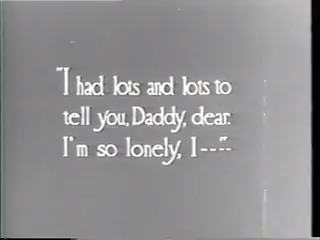 "I had lots and lots to
tell you, Daddy, dear.
I'm so lonely, I---"